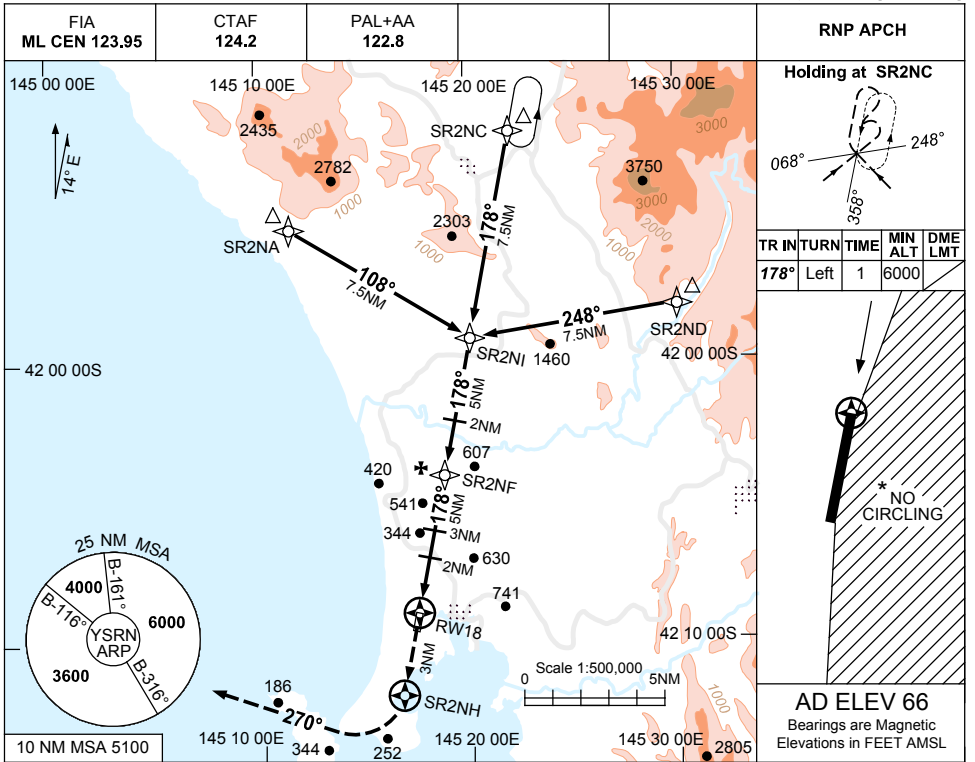 FIA
ML CEN 123.95
CTAF
124.2
PAL+AA
122.8
RNP APCH
145 00 00E
145 10 00E
145 20 00E
145 30 00E
14° E
2435
2000
2782
1000
SR2NC
3000
3750
3000
2000
1000
2303
1000
SR2NA
178°
7.5NM
108°
7.5NM
248°
7.5NM
SR2ND
SR2NI
1460
42 00 00S
42 00 00S
178°
5NM
2NM
607
420
SR2NF
541
178°
5NM
344
3NM
2NM
630
741
RW18
42 10 00S
3NM
SR2NH
Scale 1:500,000
0
5NM
186
270°
344
252
145 10 00E
145 20 00E
145 30 00E
1000
2805
25 NM MSA
4000
B-161°
B-116°
6000
YSRN
ARP
3600
B-316°
10 NM MSA 5100
Holding at SR2NC
068°
248°
358°
TR IN TURN TIME MIN ALT DME LMT
178° Left 1 6000
* NO
CIRCLING
AD ELEV 66
Bearings are Magnetic
Elevations in FEET AMSL